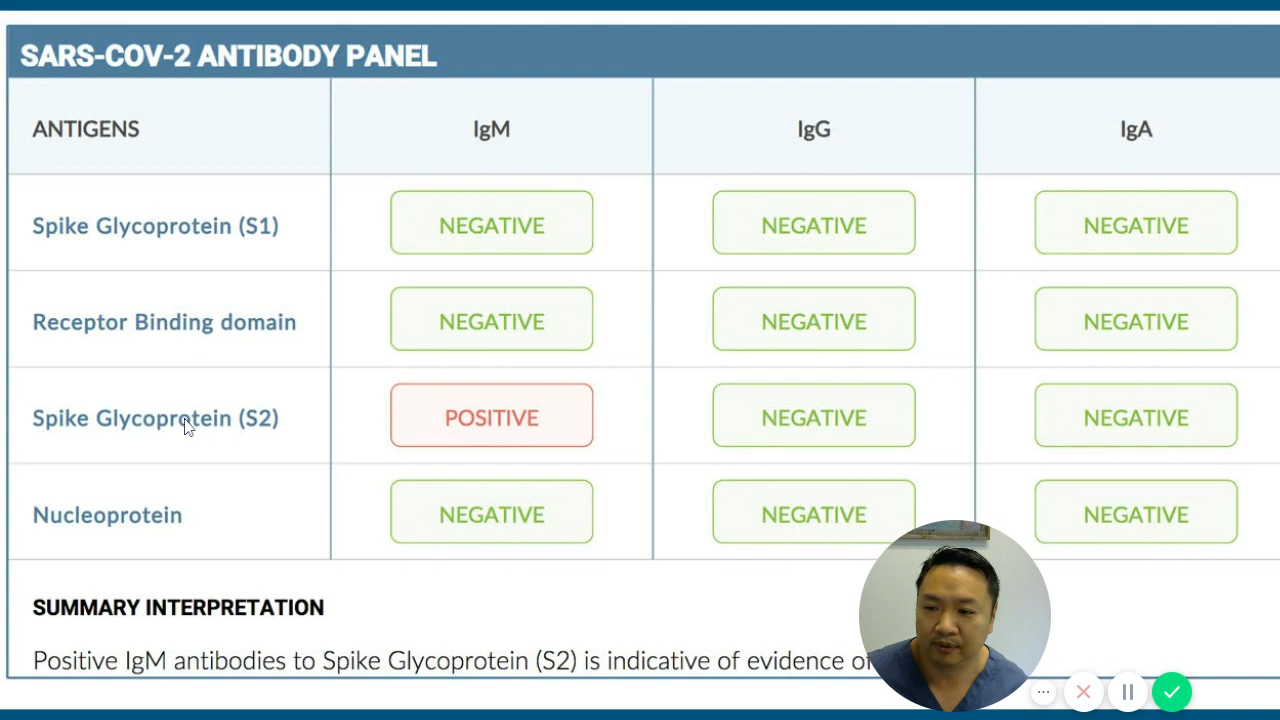 SARS-COV-2 ANTIBODY PANEL
ANTIGENS IgM IgG IgA
Spike Glycoprotein (S1) NEGATIVE NEGATIVE NEGATIVE
Receptor Binding domain NEGATIVE NEGATIVE NEGATIVE
Spike Glycoprotein (S2) POSITIVE NEGATIVE NEGATIVE
Nucleoprotein NEGATIVE NEGATIVE NEGATIVE
SUMMARY INTERPRETATION
Positive IgM antibodies to Spike Glycoprotein (S2) is indicative of evidence of